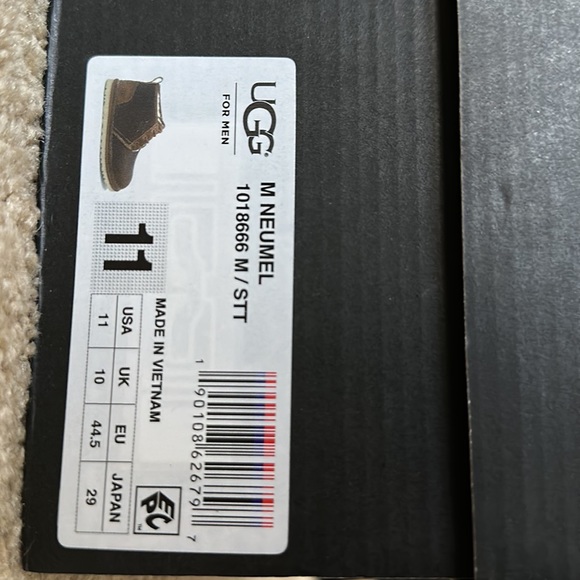 UGG®
FOR MEN
M NEUMEL
1018666 M / STT
11
MADE IN VIETNAM
USA UK EU JAPAN
11 10 44.5 29
1 90108 62679 7
EPC™